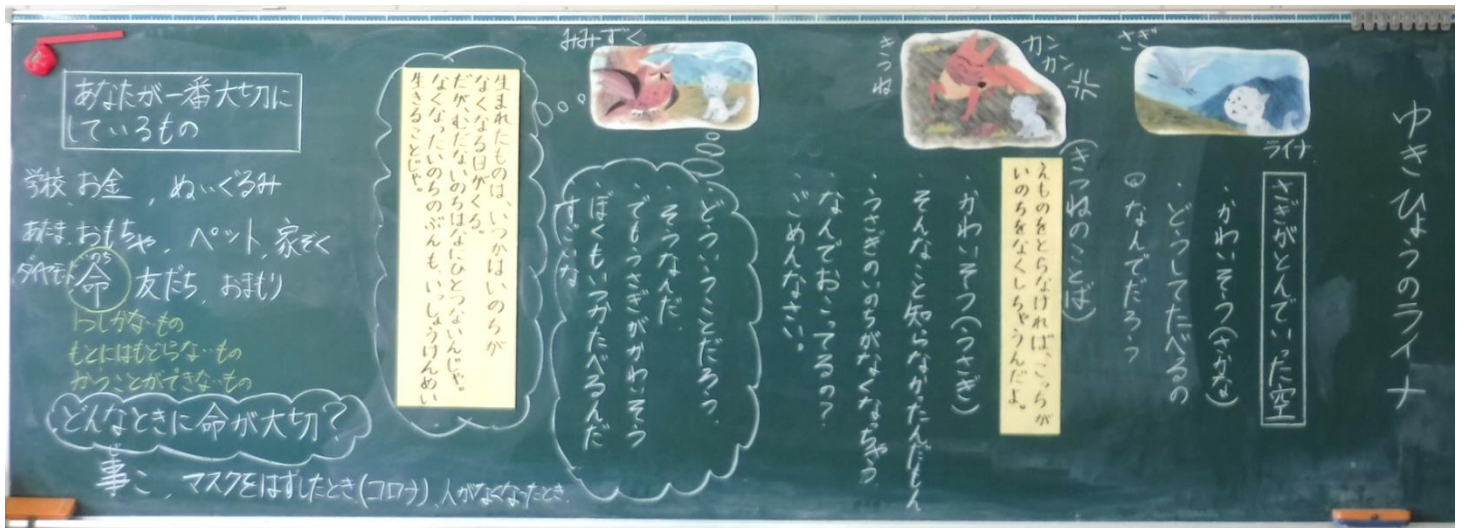 ゆきひょうのライナ
さぎ
ライナ
さぎがとんでいった空
・かわいそう(さかな)
・どうしてたべるの
なんでだろう
カンカン
きつね
(きつねのことば)
えものをとらなければ、こっちが
いのちをなくしちゃうんだよ。
・かわいそう(うさぎ)
・そんなこと知らなかったんだもん
・うさぎのいのちがなくなっちゃう
・なんでおこってるの?
・ごめんなさい。
みみずく
・どういうことだろう。
・そうなんだ。
・でもうさぎがかわいそう
・ぼくもいつかたべるんだ
すごいな
生まれたものは、いつかはいのちが
なくなる日がくる。
だが、むだないのちはなにひとつないんじゃ。
なくなったいのちのぶんも、いっしょうけんめい
生きることじゃ。
あなたが一番大切に
しているもの
学校、お金、ぬいぐるみ
あたま、おもちゃ、ペット、家ぞく
ダイヤモンド 命 友だち、おまもり
いのち
1つしかないもの
もとにはもどらないもの
かうことができないもの
どんなときに命が大切?
事こ、マスクをはずしたとき(コロナ)、人がなくなったとき。
じ